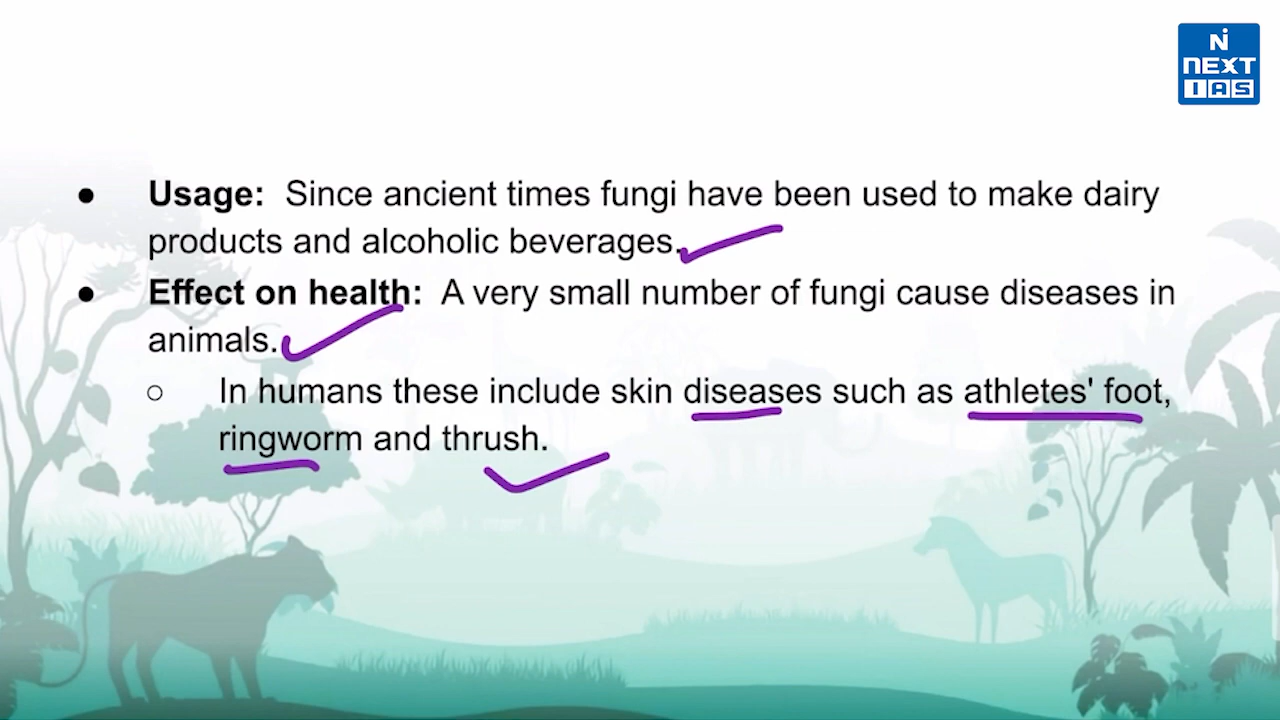 Ni
NEXT
IAS
● Usage: Since ancient times fungi have been used to make dairy
products and alcoholic beverages.
● Effect on health: A very small number of fungi cause diseases in
animals.
○ In humans these include skin diseases such as athletes' foot,
ringworm and thrush.